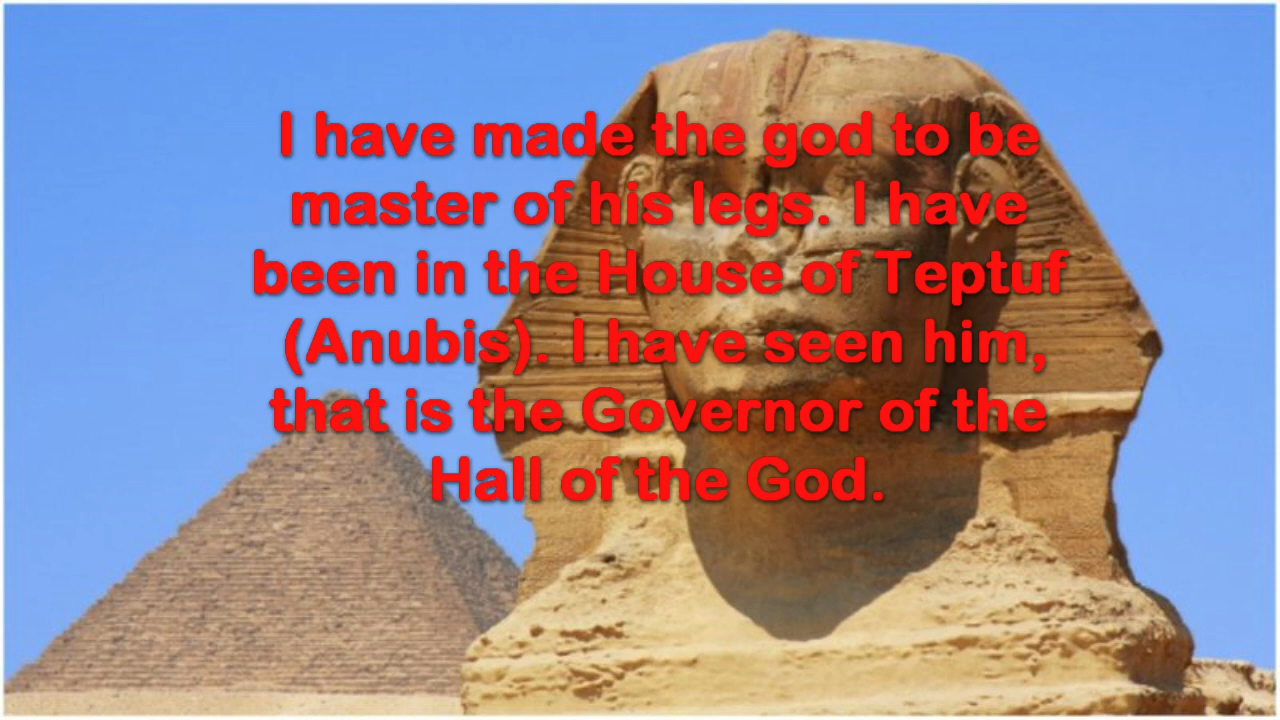 I have made the god to be
master of his legs. I have
been in the House of Teptuf
(Anubis). I have seen him,
that is the Governor of the
Hall of the God.